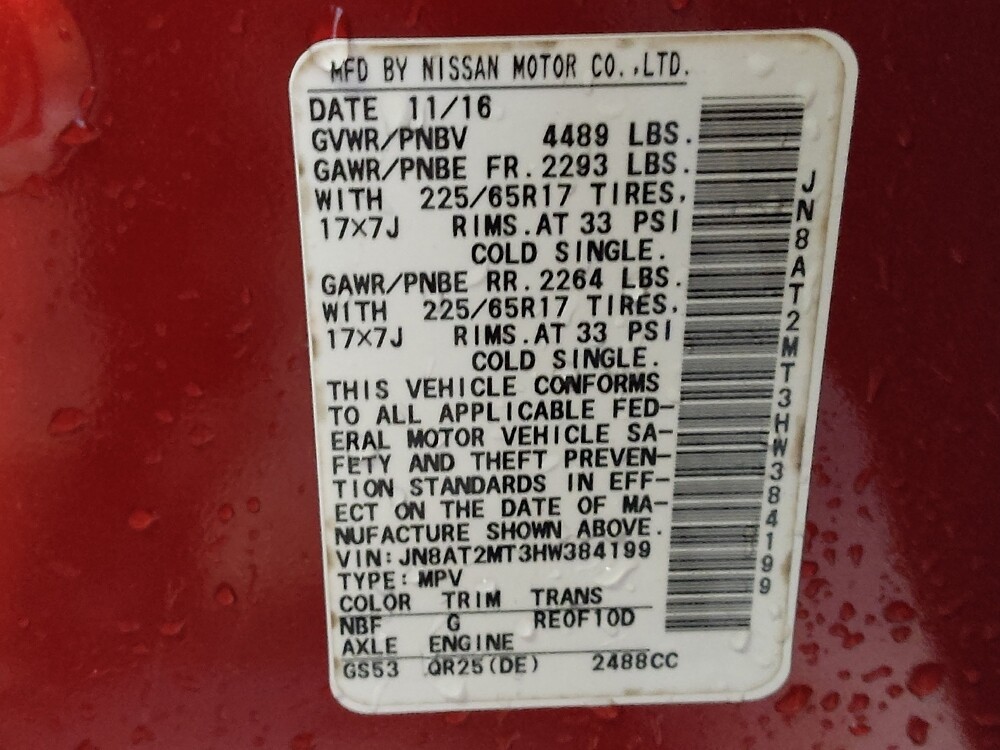 MFD BY NISSAN MOTOR CO.,LTD.
DATE 11/16
GVWR/PNBV 4489 LBS.
GAWR/PNBE FR. 2293 LBS.
WITH 225/65R17 TIRES,
17×7J RIMS.AT 33 PSI
COLD SINGLE.
GAWR/PNBE RR. 2264 LBS.
WITH 225/65R17 TIRES,
17×7J RIMS.AT 33 PSI
COLD SINGLE.
THIS VEHICLE CONFORMS
TO ALL APPLICABLE FED-
ERAL MOTOR VEHICLE SA-
FETY AND THEFT PREVEN-
TION STANDARDS IN EFF-
ECT ON THE DATE OF MA-
NUFACTURE SHOWN ABOVE.
VIN: JN8AT2MT3HW384199
TYPE: MPV
COLOR TRIM TRANS
NBF G RE0F10D
AXLE ENGINE
GS53 QR25(DE) 2488CC
JN8AT2MT3HW384199